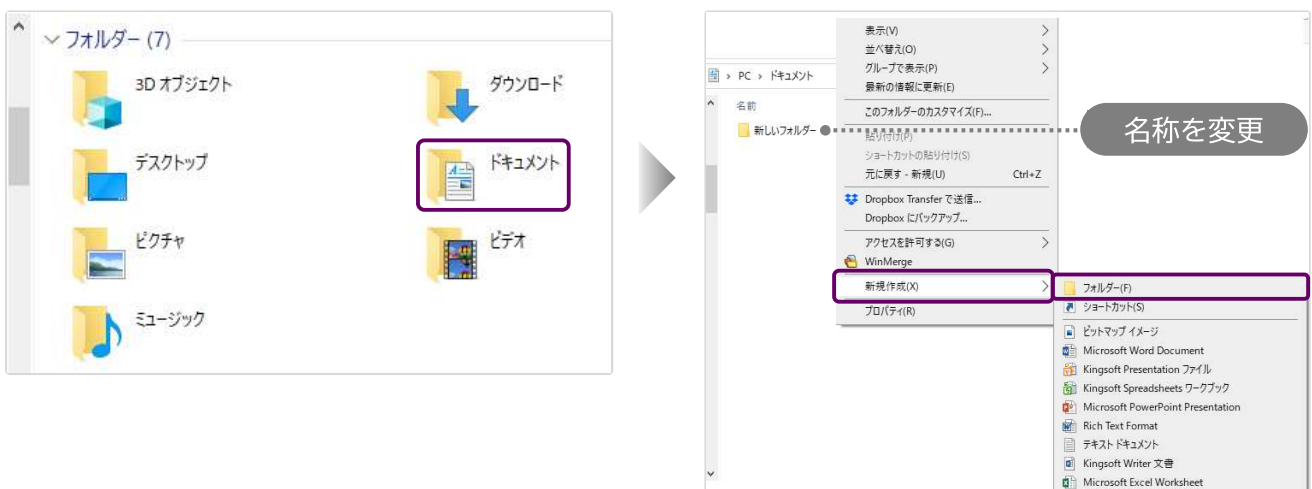 フォルダー (7)
3D オブジェクト
ダウンロード
デスクトップ
ドキュメント
ピクチャ
ビデオ
ミュージック
PC › ドキュメント
名前
新しいフォルダー
表示(V)
並べ替え(O)
グループで表示(P)
最新の情報に更新(E)
このフォルダーのカスタマイズ(F)...
貼り付け(P)
ショートカットの貼り付け(S)
元に戻す - 新規(U) Ctrl+Z
Dropbox Transfer で送信...
Dropbox にバックアップ...
アクセスを許可する(G)
WinMerge
新規作成(X)
プロパティ(R)
名称を変更
フォルダー(F)
ショートカット(S)
ビットマップ イメージ
Microsoft Word Document
Kingsoft Presentation ファイル
Kingsoft Spreadsheets ワークブック
Microsoft PowerPoint Presentation
Rich Text Format
テキスト ドキュメント
Kingsoft Writer 文書
Microsoft Excel Worksheet